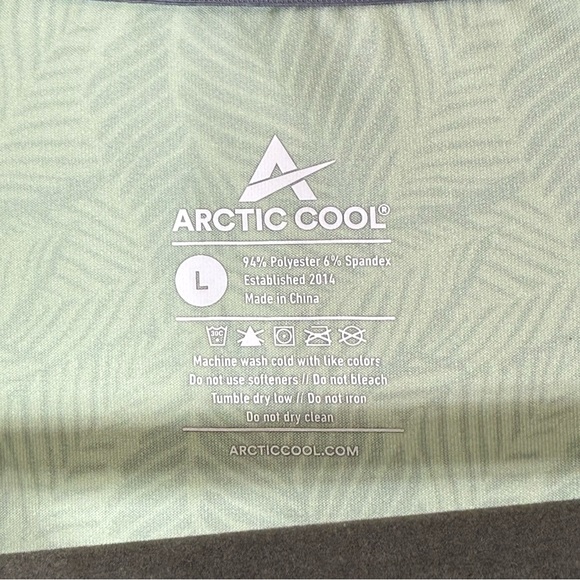 ARCTIC COOL®
L
94% Polyester 6% Spandex
Established 2014
Made in China
30C
Machine wash cold with like colors
Do not use softeners // Do not bleach
Tumble dry low // Do not iron
Do not dry clean
ARCTICCOOL.COM